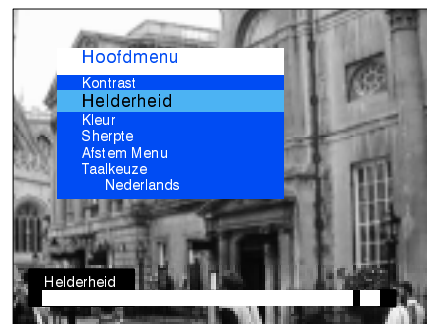 Hoofdmenu
Kontrast
Helderheid
Kleur
Sherpte
Afstem Menu
Taalkeuze
Nederlands
Helderheid